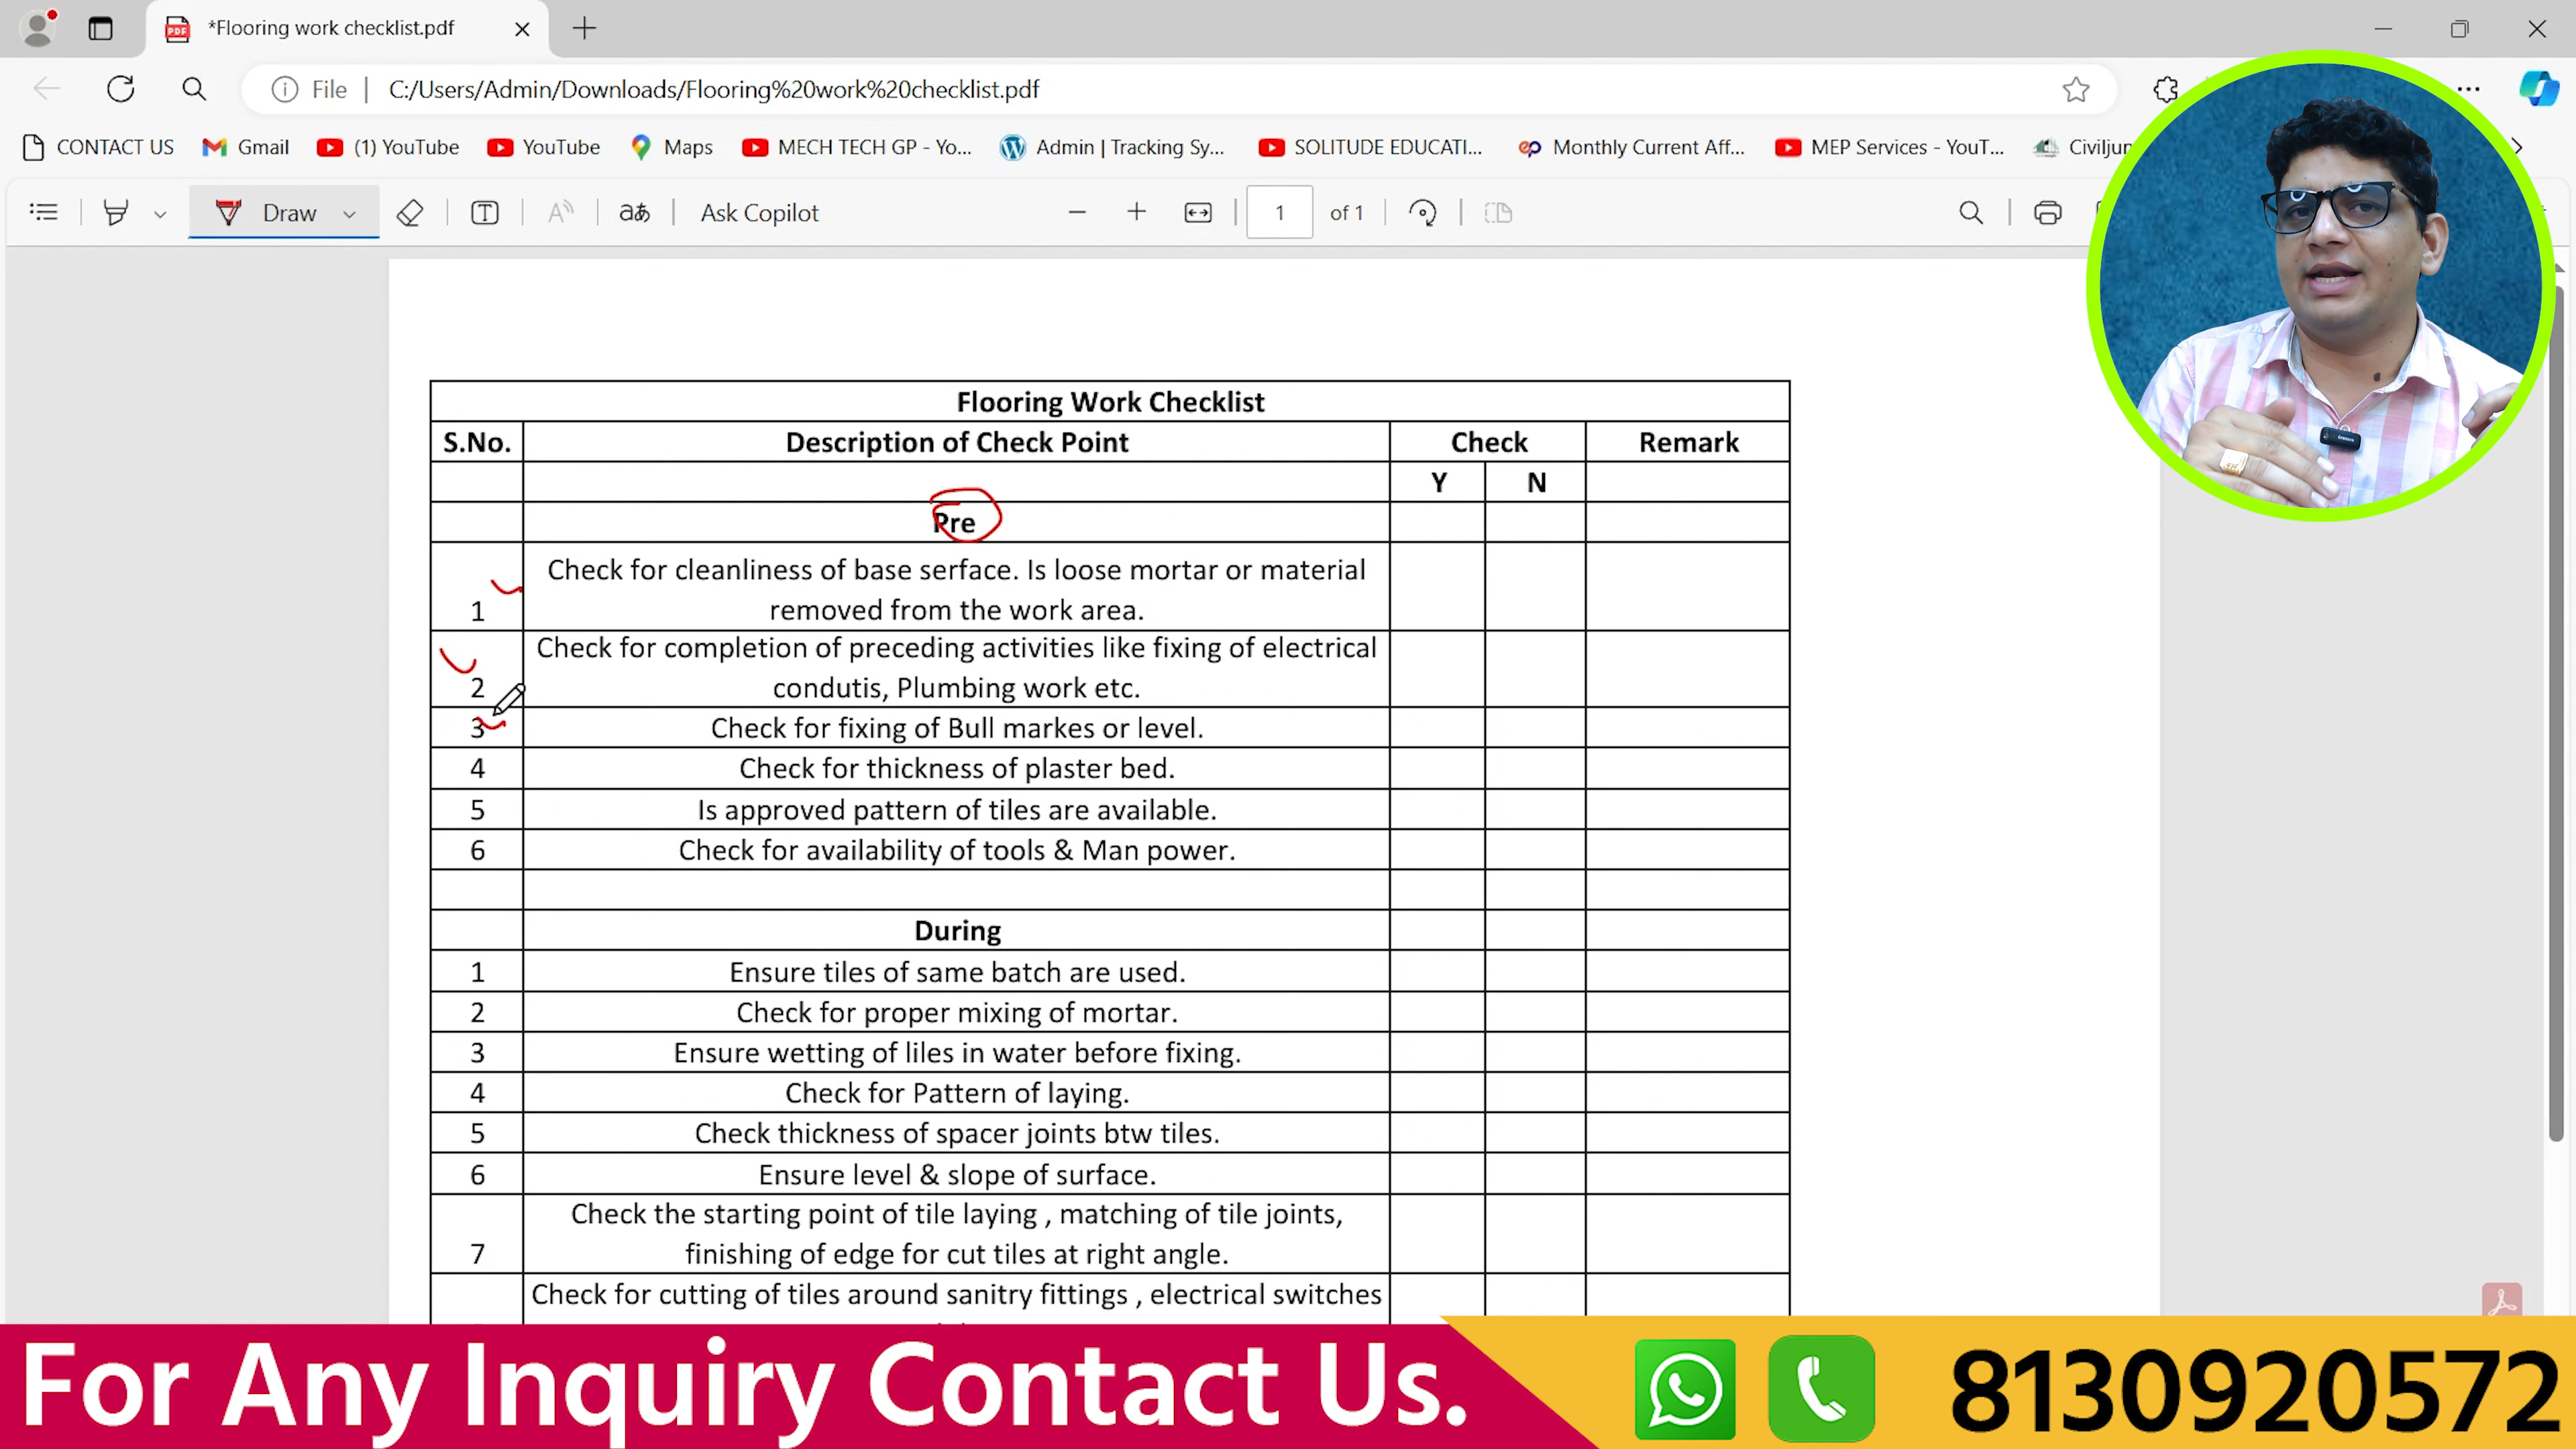 *Flooring work checklist.pdf
File | C:/Users/Admin/Downloads/Flooring%20work%20checklist.pdf
CONTACT US Gmail (1) YouTube YouTube Maps MECH TECH GP - Yo... Admin | Tracking Sy... SOLITUDE EDUCATI... Monthly Current Aff... MEP Services - YouT... Civiljun
Draw aあ Ask Copilot 1 of 1
Flooring Work Checklist
S.No. Description of Check Point Check Remark
Y N
Pre
1 Check for cleanliness of base serface. Is loose mortar or material
removed from the work area.
2 Check for completion of preceding activities like fixing of electrical
condutis, Plumbing work etc.
3 Check for fixing of Bull markes or level.
4 Check for thickness of plaster bed.
5 Is approved pattern of tiles are available.
6 Check for availability of tools & Man power.
During
1 Ensure tiles of same batch are used.
2 Check for proper mixing of mortar.
3 Ensure wetting of liles in water before fixing.
4 Check for Pattern of laying.
5 Check thickness of spacer joints btw tiles.
6 Ensure level & slope of surface.
7 Check the starting point of tile laying , matching of tile joints,
finishing of edge for cut tiles at right angle.
Check for cutting of tiles around sanitry fittings , electrical switches
For Any Inquiry Contact Us. 8130920572